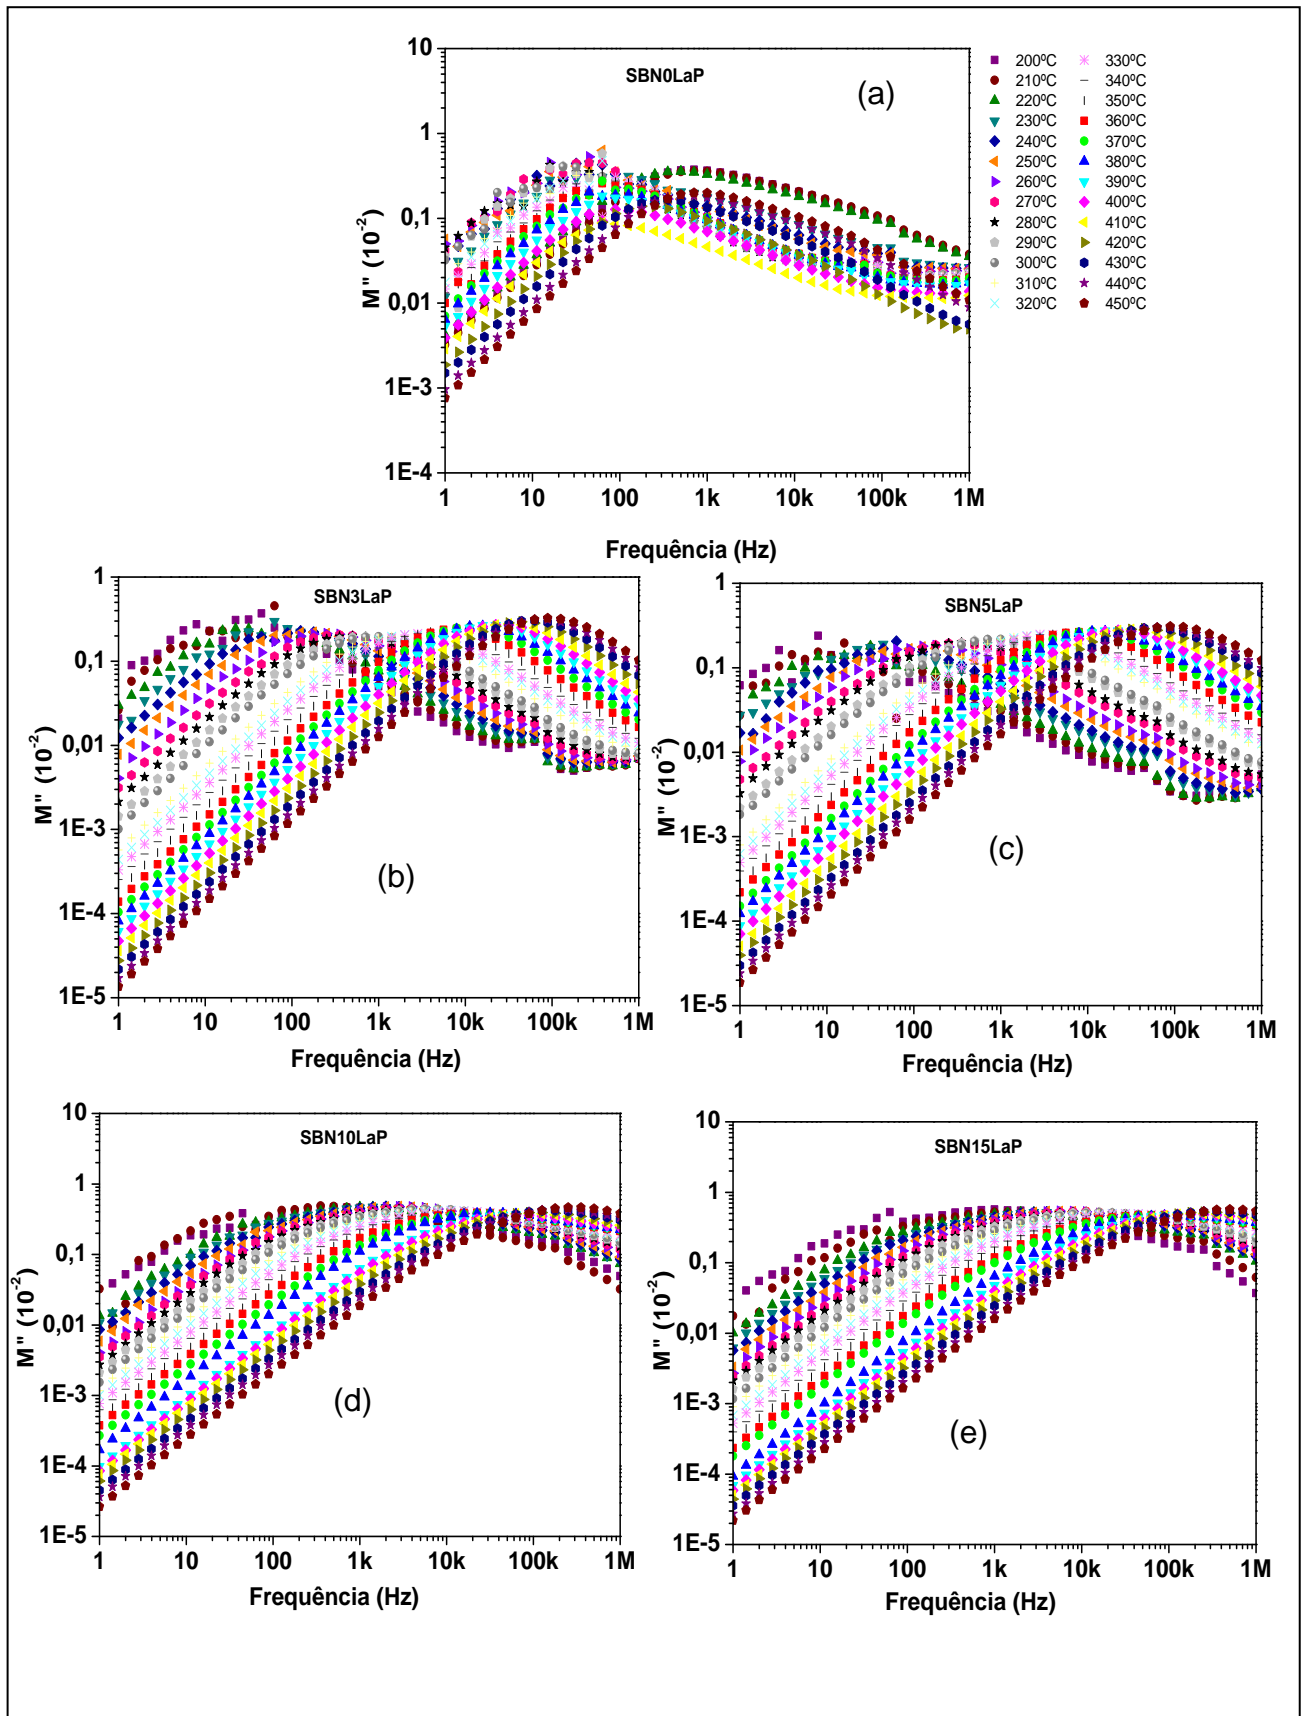 10
1
0,1
0,01
1E-3
1E-4
M" (10-2)
SBN0LaP
(a)
1 10 100 1k 10k 100k 1M
Frequência (Hz)
200ºC 330ºC
210ºC 340ºC
220ºC 350ºC
230ºC 360ºC
240ºC 370ºC
250ºC 380ºC
260ºC 390ºC
270ºC 400ºC
280ºC 410ºC
290ºC 420ºC
300ºC 430ºC
310ºC 440ºC
320ºC 450ºC
1
0,1
0,01
1E-3
1E-4
1E-5
M" (10-2)
SBN3LaP
(b)
1 10 100 1k 10k 100k 1M
Frequência (Hz)
1
0,1
0,01
1E-3
1E-4
1E-5
M" (10-2)
SBN5LaP
(c)
1 10 100 1k 10k 100k 1M
Frequência (Hz)
10
1
0,1
0,01
1E-3
1E-4
1E-5
M" (10-2)
SBN10LaP
(d)
1 10 100 1k 10k 100k 1M
Frequência (Hz)
10
1
0,1
0,01
1E-3
1E-4
1E-5
M" (10-2)
SBN15LaP
(e)
1 10 100 1k 10k 100k 1M
Frequência (Hz)